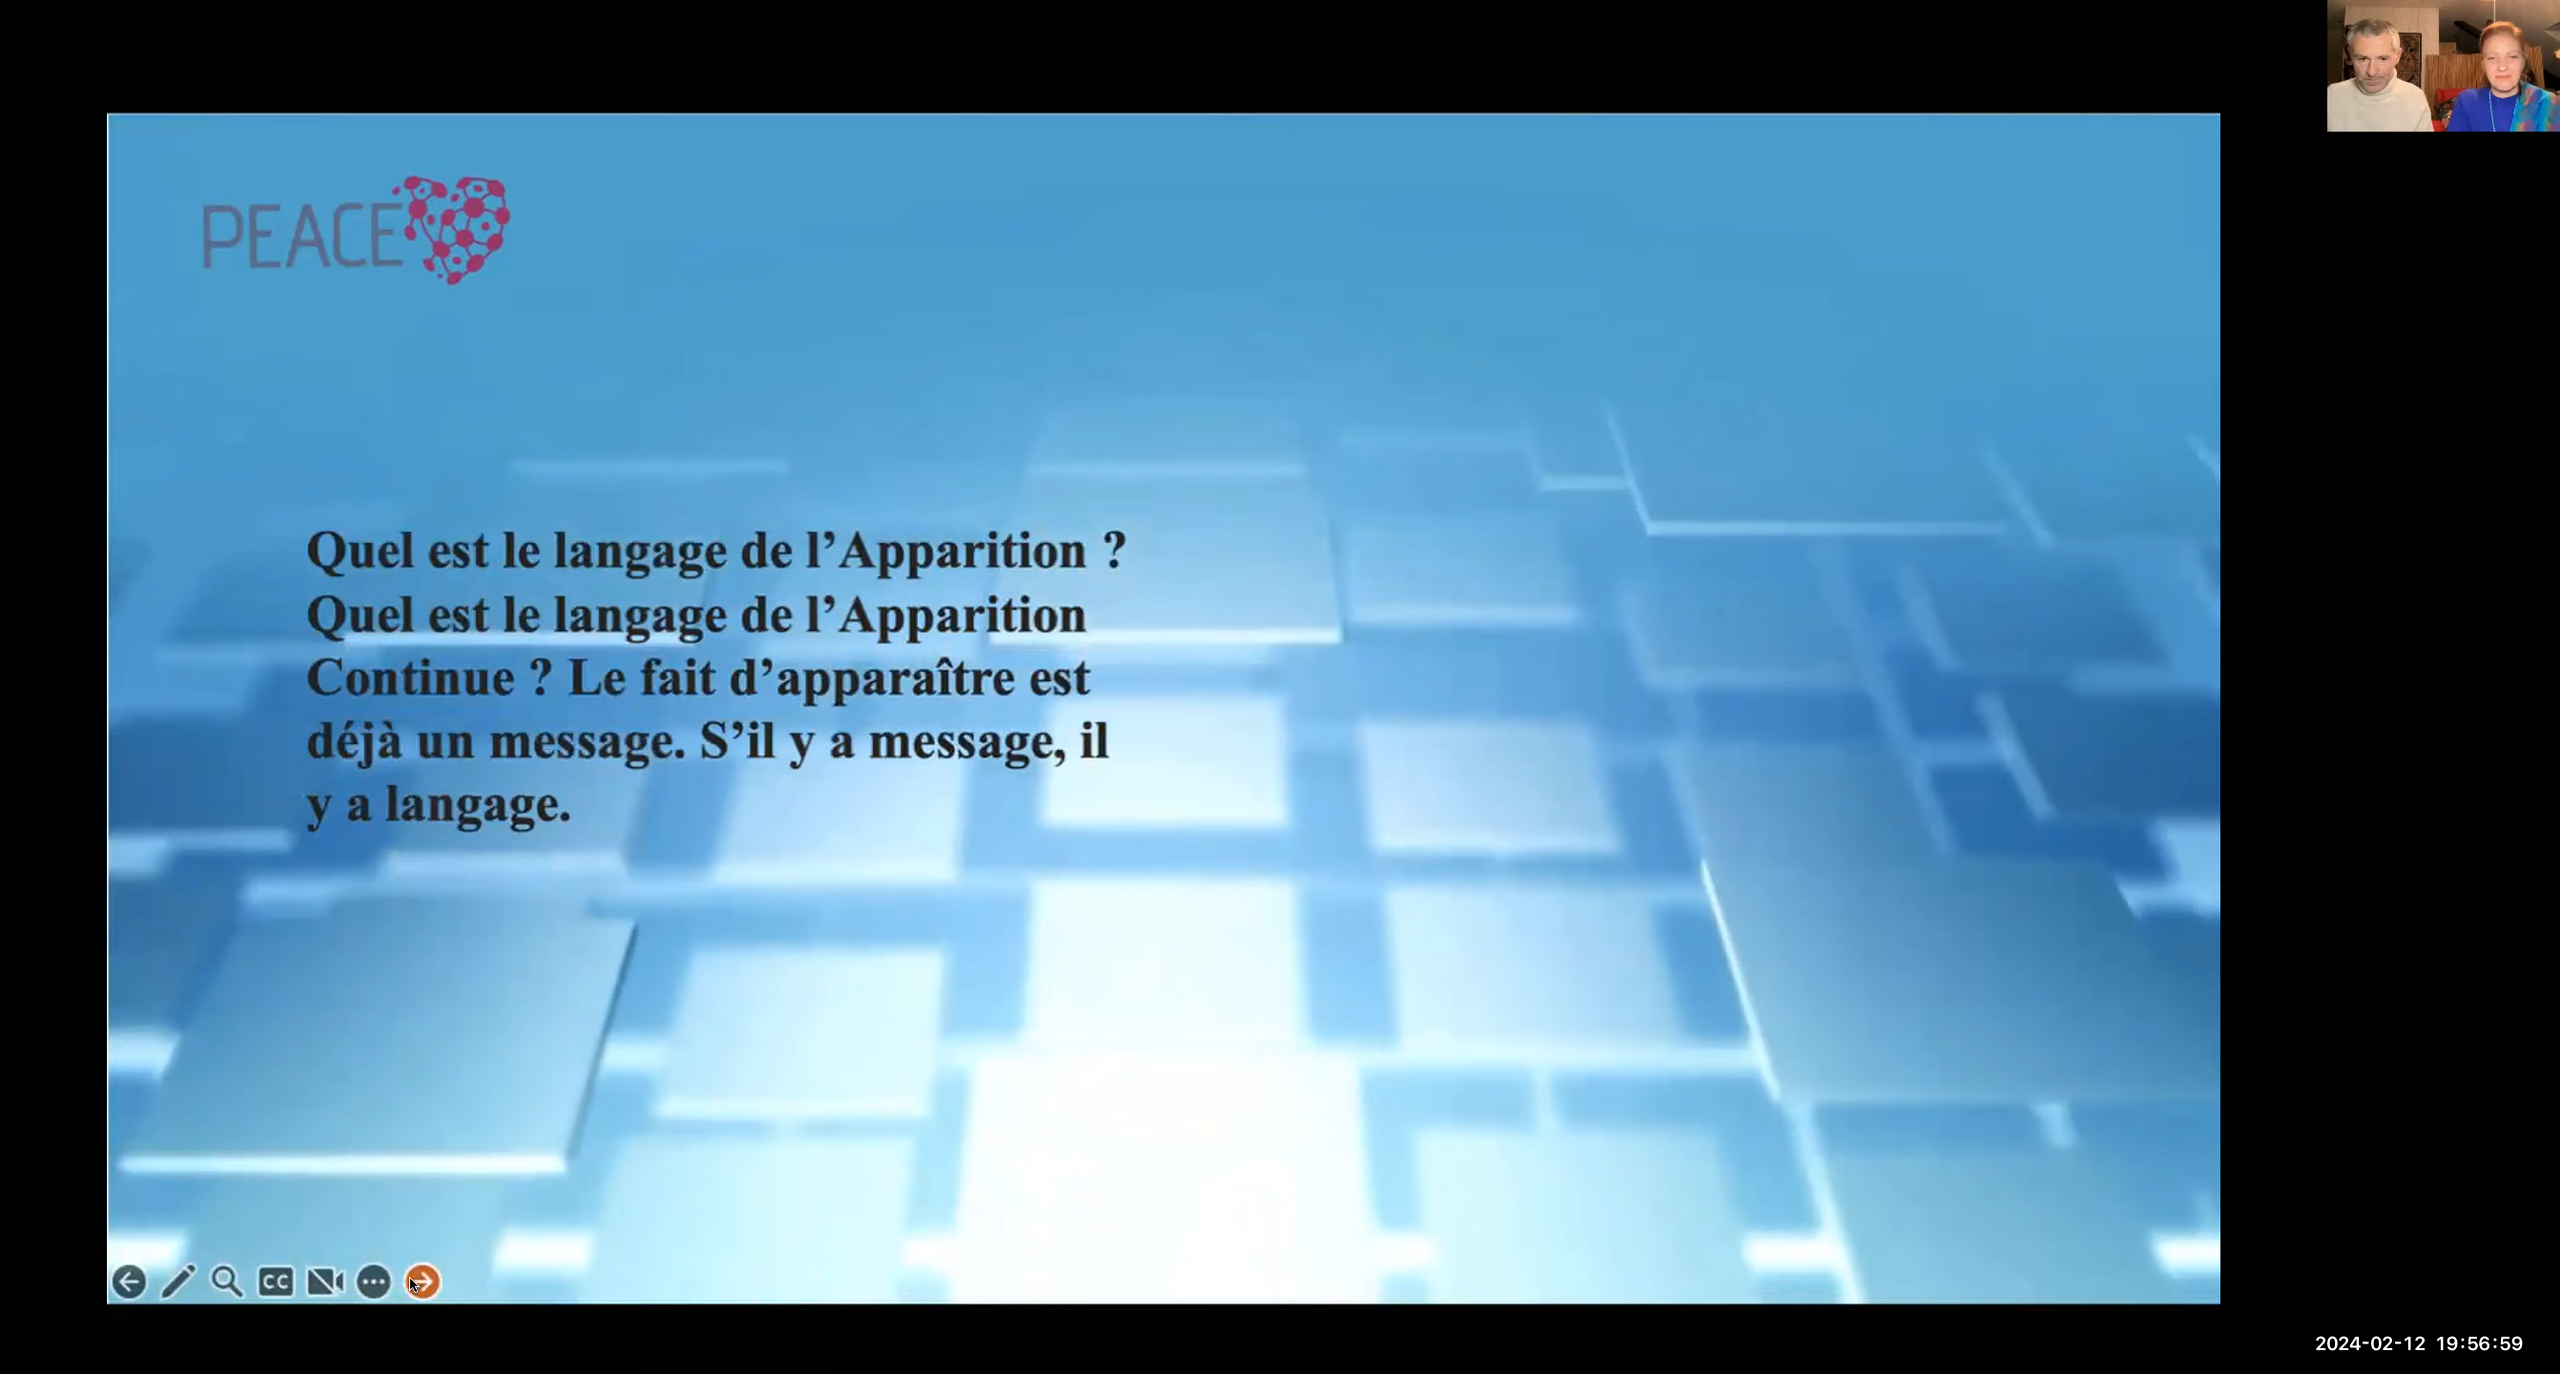 PEACE
Quel est le langage de l’Apparition ?
Quel est le langage de l’Apparition
Continue ? Le fait d’apparaître est
déjà un message. S’il y a message, il
y a langage.
CC
2024-02-12 19:56:59